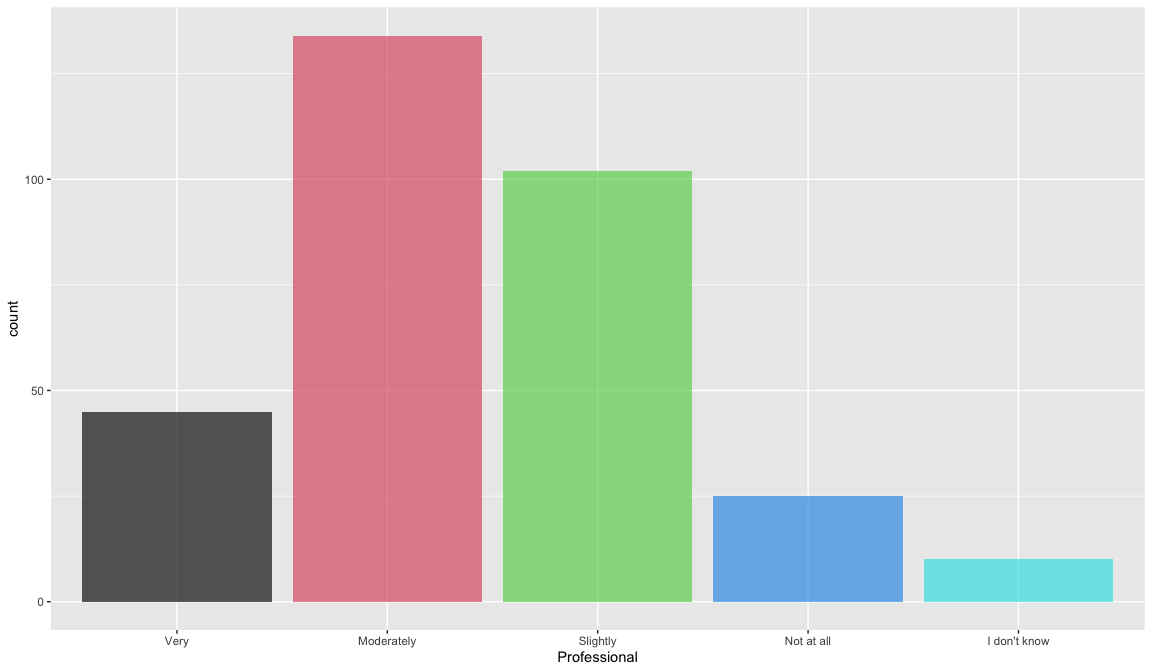 count
100
50
0
Very
Moderately
Slightly
Not at all
I don't know
Professional